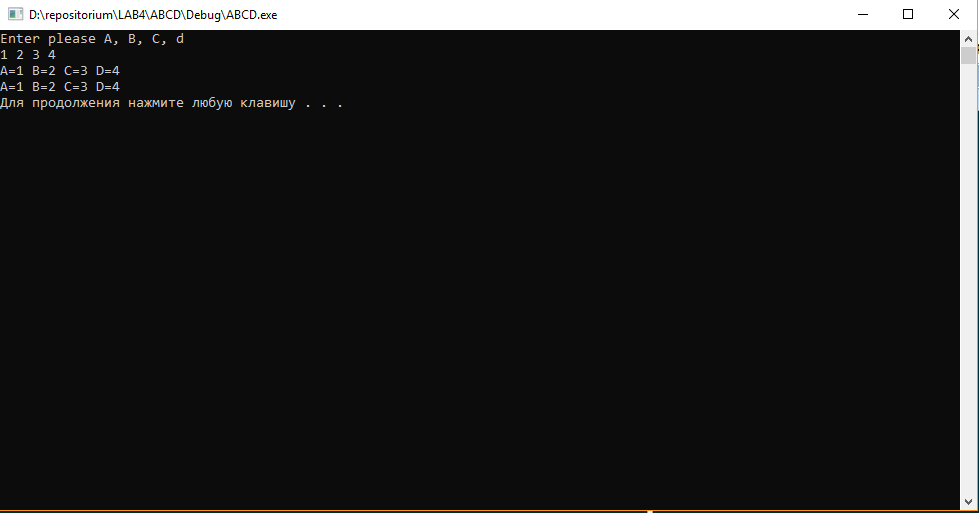 D:\repositorium\LAB4\ABCD\Debug\ABCD.exe
Enter please A, B, C, d
1 2 3 4
A=1 B=2 C=3 D=4
A=1 B=2 C=3 D=4
Для продолжения нажмите любую клавишу . . .